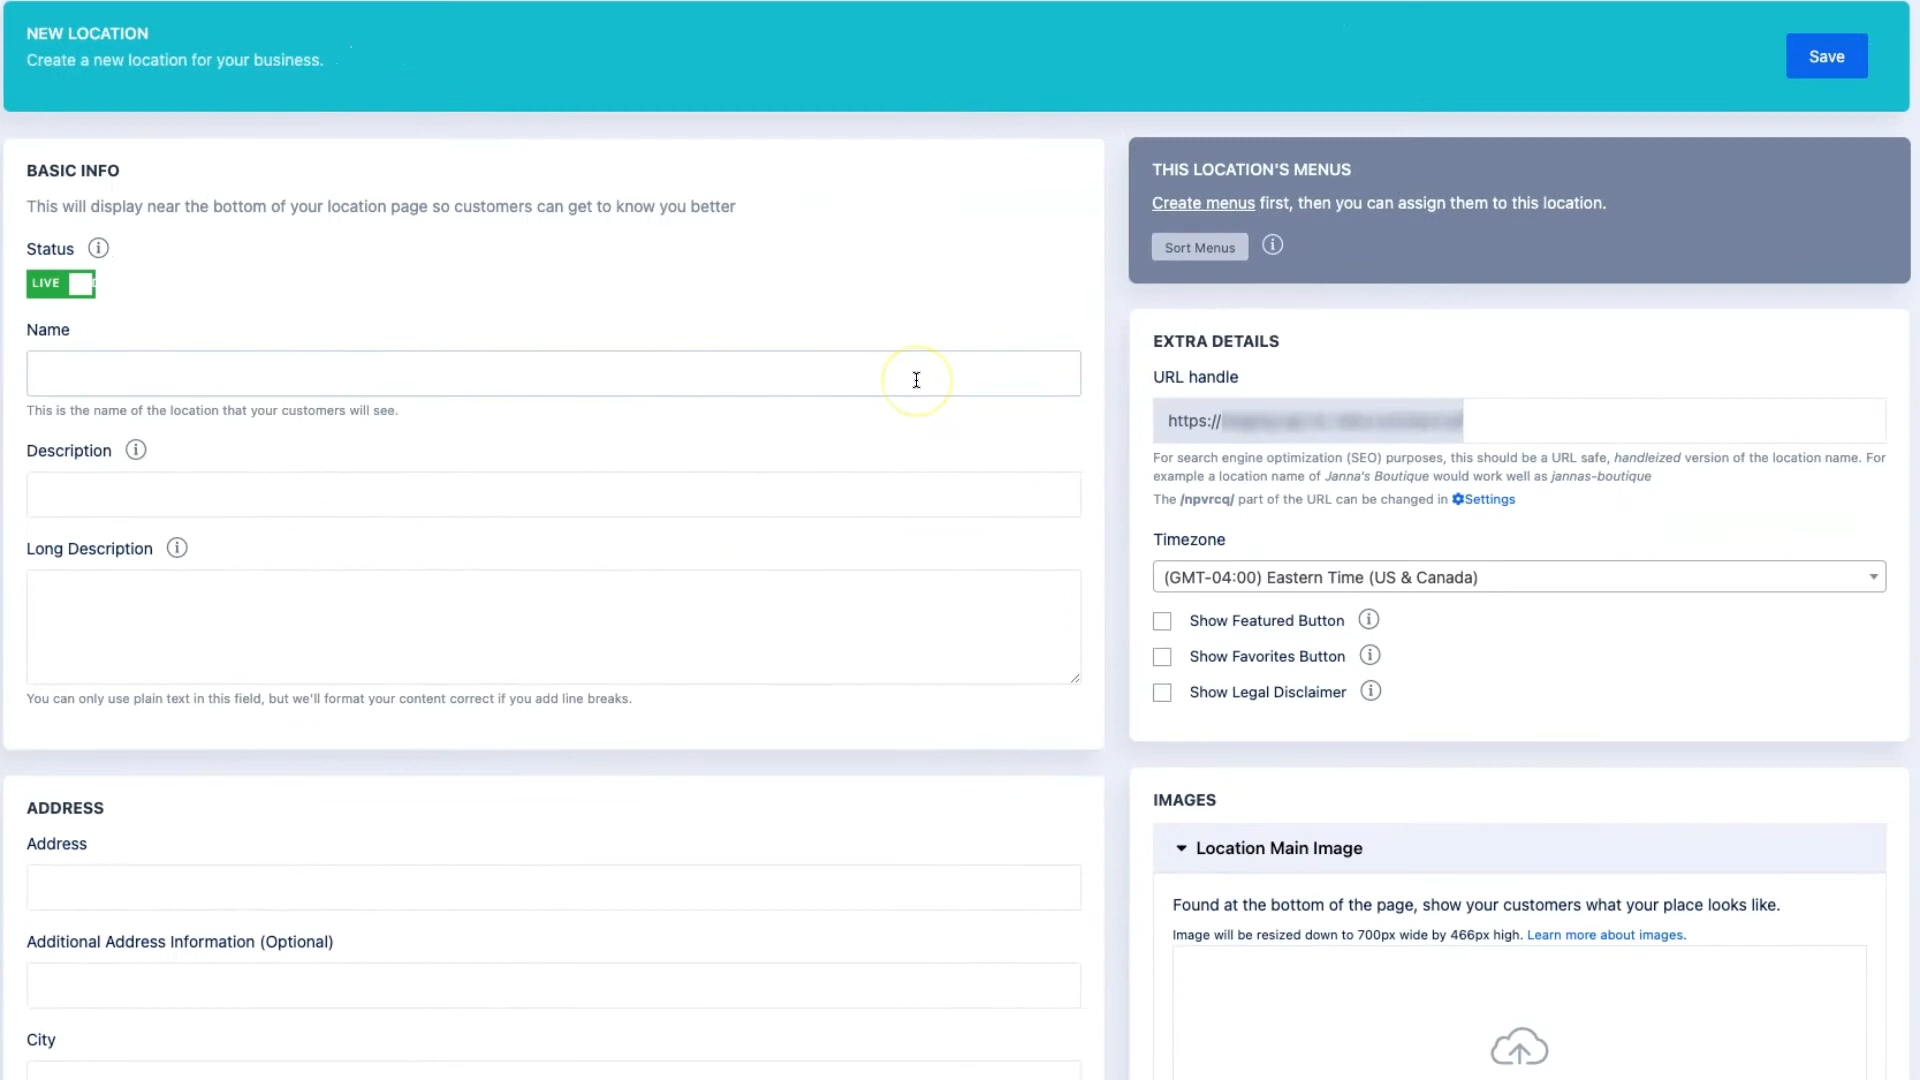 NEW LOCATION
Create a new location for your business.
Save
BASIC INFO
This will display near the bottom of your location page so customers can get to know you better
Status
LIVE
Name
This is the name of the location that your customers will see.
Description
Long Description
You can only use plain text in this field, but we'll format your content correct if you add line breaks.
ADDRESS
Address
Additional Address Information (Optional)
City
THIS LOCATION'S MENUS
Create menus first, then you can assign them to this location.
Sort Menus
EXTRA DETAILS
URL handle
https://
For search engine optimization (SEO) purposes, this should be a URL safe, handleized version of the location name. For
example a location name of Janna's Boutique would work well as jannas-boutique
The /npvrcq/ part of the URL can be changed in Settings
Timezone
(GMT-04:00) Eastern Time (US & Canada)
Show Featured Button
Show Favorites Button
Show Legal Disclaimer
IMAGES
Location Main Image
Found at the bottom of the page, show your customers what your place looks like.
Image will be resized down to 700px wide by 466px high. Learn more about images.